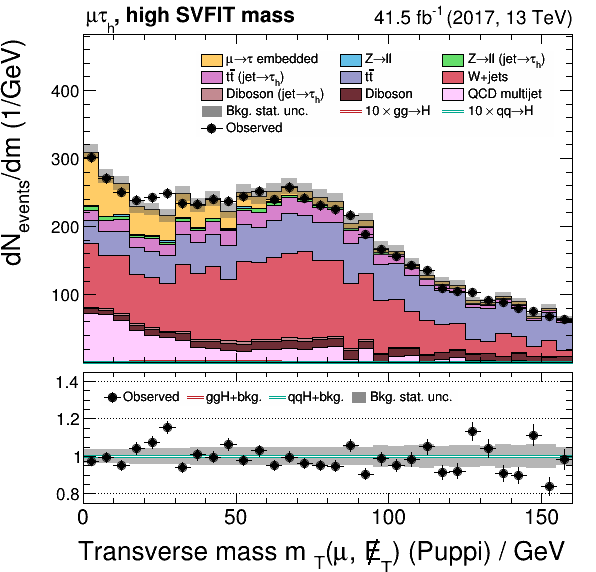 μτh, high SVFIT mass 41.5 fb⁻¹ (2017, 13 TeV)
dNevents/dm (1/GeV)
400
300
200
100
μ→τ embedded Z→ll Z→ll (jet→τh)
tt̄ (jet→τh) tt̄ W+jets
Diboson (jet→τh) Diboson QCD multijet
Bkg. stat. unc. 10 × gg→H 10 × qq→H
Observed
1.4
1.2
1
0.8
Observed ggH+bkg. qqH+bkg. Bkg. stat. unc.
0 50 100 150
Transverse mass m T(μ, E̸T) (Puppi) / GeV